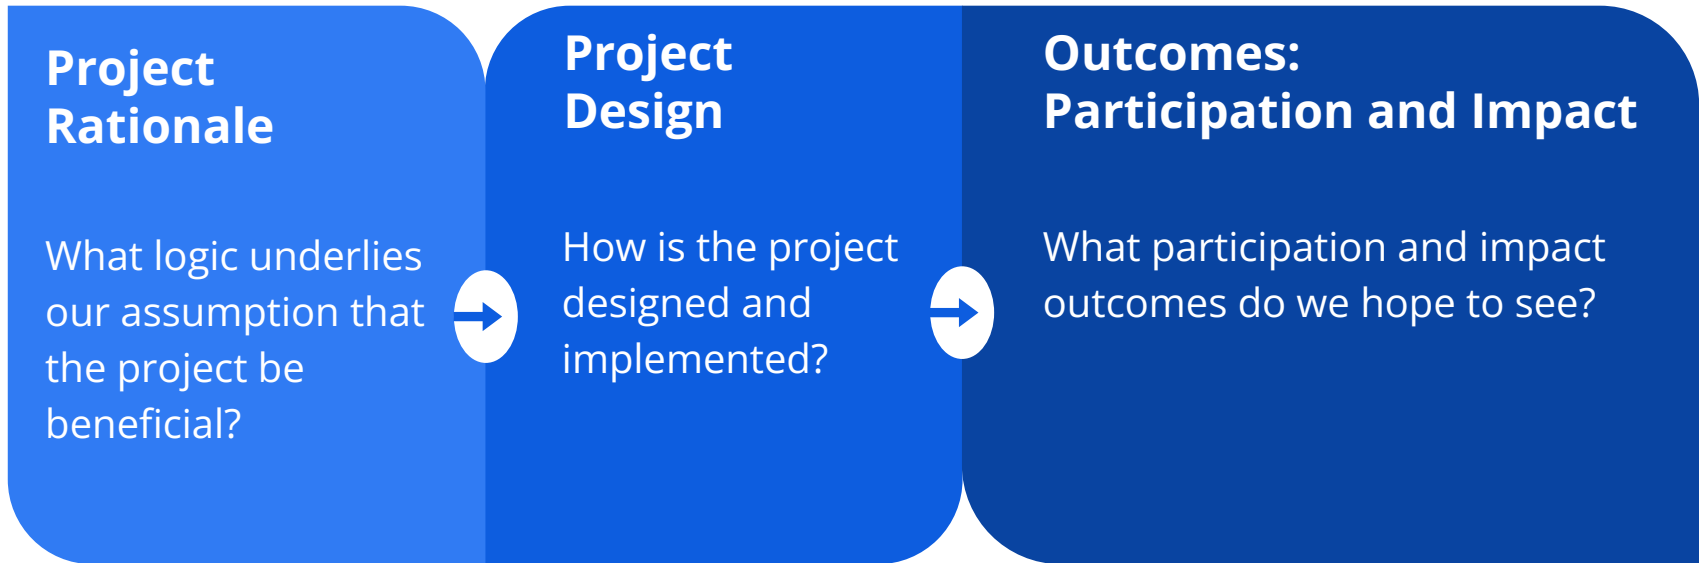 Project
Rationale
What logic underlies
our assumption that
the project be
beneficial?
Project
Design
How is the project
designed and
implemented?
Outcomes:
Participation and Impact
What participation and impact
outcomes do we hope to see?